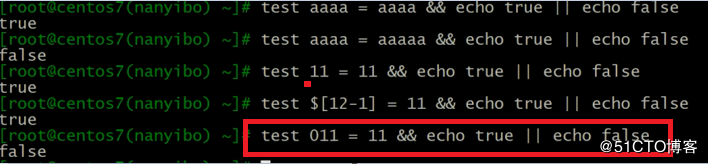 [root@centos7(nanyibo) ~]# test aaaa = aaaa && echo true || echo false
true
[root@centos7(nanyibo) ~]# test aaaa = aaaaa && echo true || echo false
false
[root@centos7(nanyibo) ~]# test 11 = 11 && echo true || echo false
true
[root@centos7(nanyibo) ~]# test $[12-1] = 11 && echo true || echo false
true
[root@centos7(nanyibo) ~]# test 011 = 11 && echo true || echo false
false
@51CTO博客